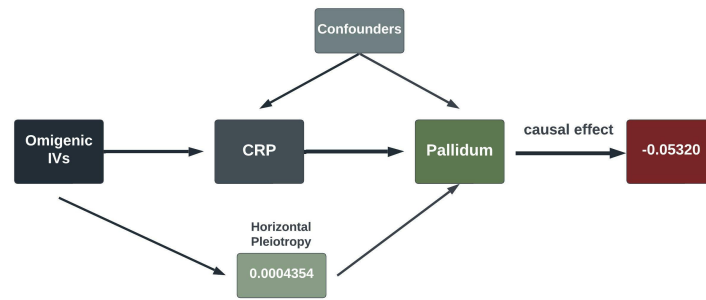 Confounders
Omigenic
IVs
CRP
Pallidum
causal effect
-0.05320
Horizontal
Pleiotropy
0.0004354